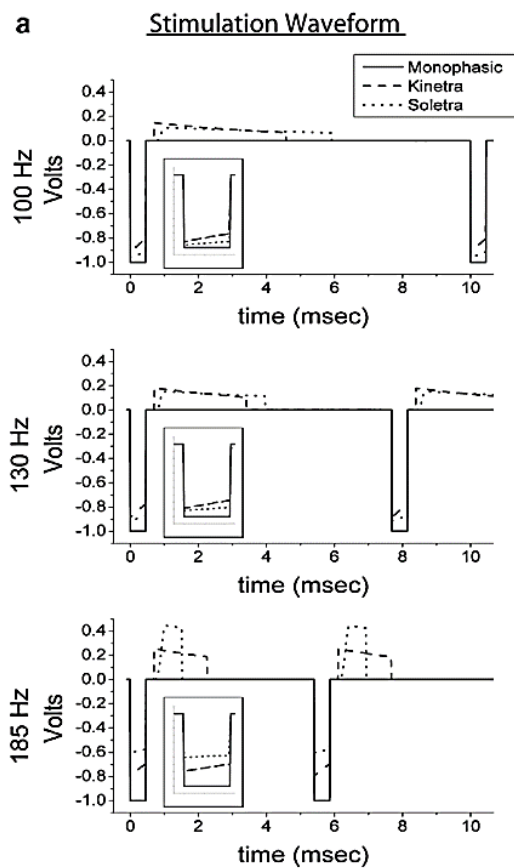 a
Stimulation Waveform
Monophasic
Kinetra
Soletra
100 Hz
Volts
0.4
0.2
0.0
-0.2
-0.4
-0.6
-0.8
-1.0
0 2 4 6 8 10
time (msec)
130 Hz
Volts
0.4
0.2
0.0
-0.2
-0.4
-0.6
-0.8
-1.0
0 2 4 6 8 10
time (msec)
185 Hz
Volts
0.4
0.2
0.0
-0.2
-0.4
-0.6
-0.8
-1.0
0 2 4 6 8 10
time (msec)